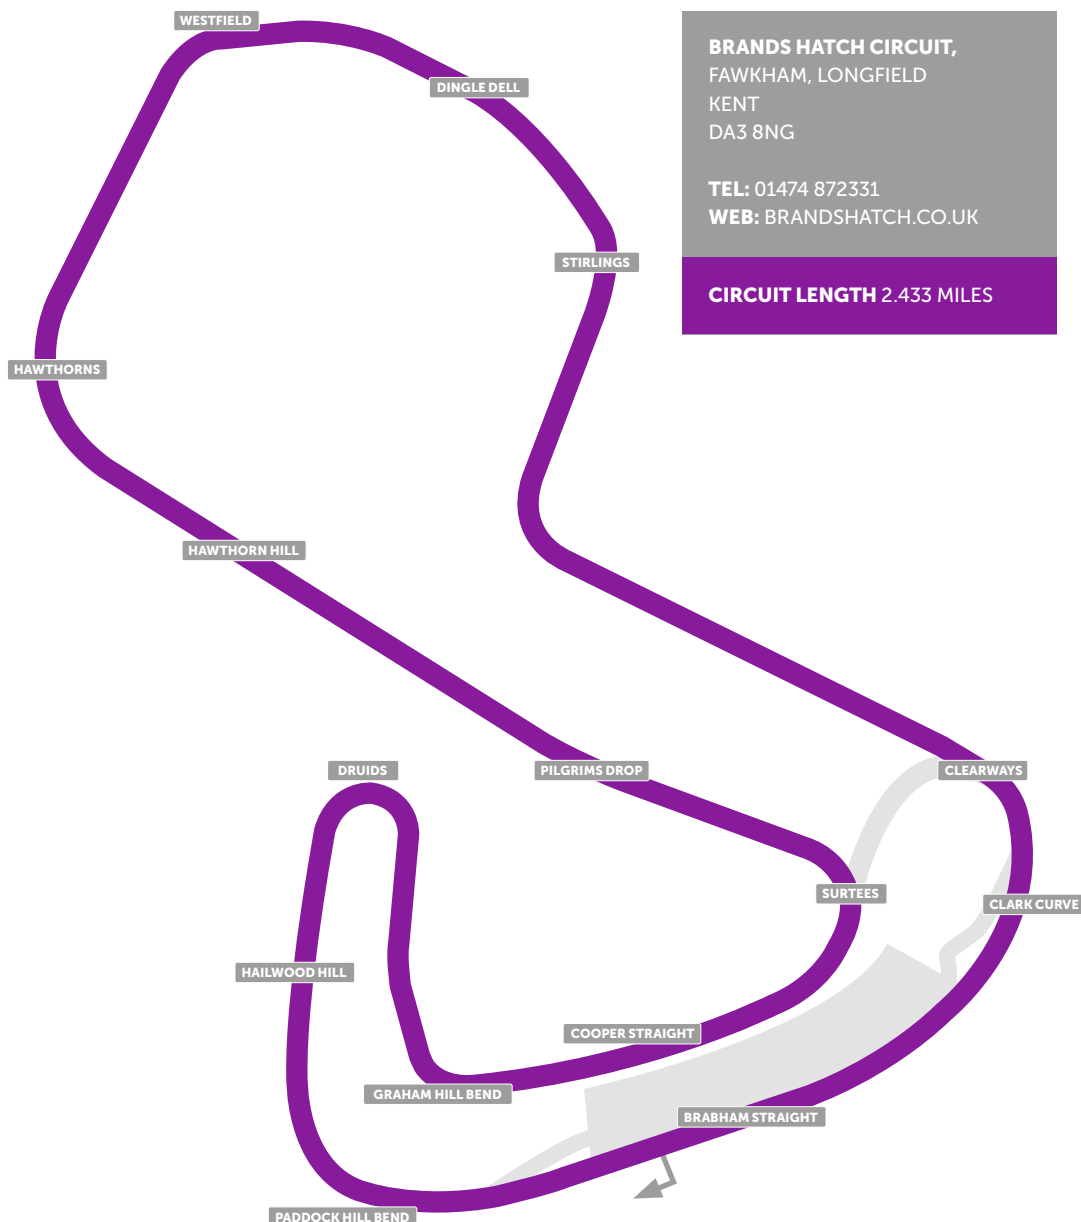 WESTFIELD
BRANDS HATCH CIRCUIT,
FAWKHAM, LONGFIELD
KENT
DA3 8NG
TEL: 01474 872331
WEB: BRANDSHATCH.CO.UK
CIRCUIT LENGTH 2.433 MILES
DINGLE DELL
STIRLINGS
HAWTHORNS
HAWTHORN HILL
DRUIDS
PILGRIMS DROP
CLEARWAYS
SURTEES
CLARK CURVE
HAILWOOD HILL
COOPER STRAIGHT
GRAHAM HILL BEND
BRABHAM STRAIGHT
PADDOCK HILL BEND